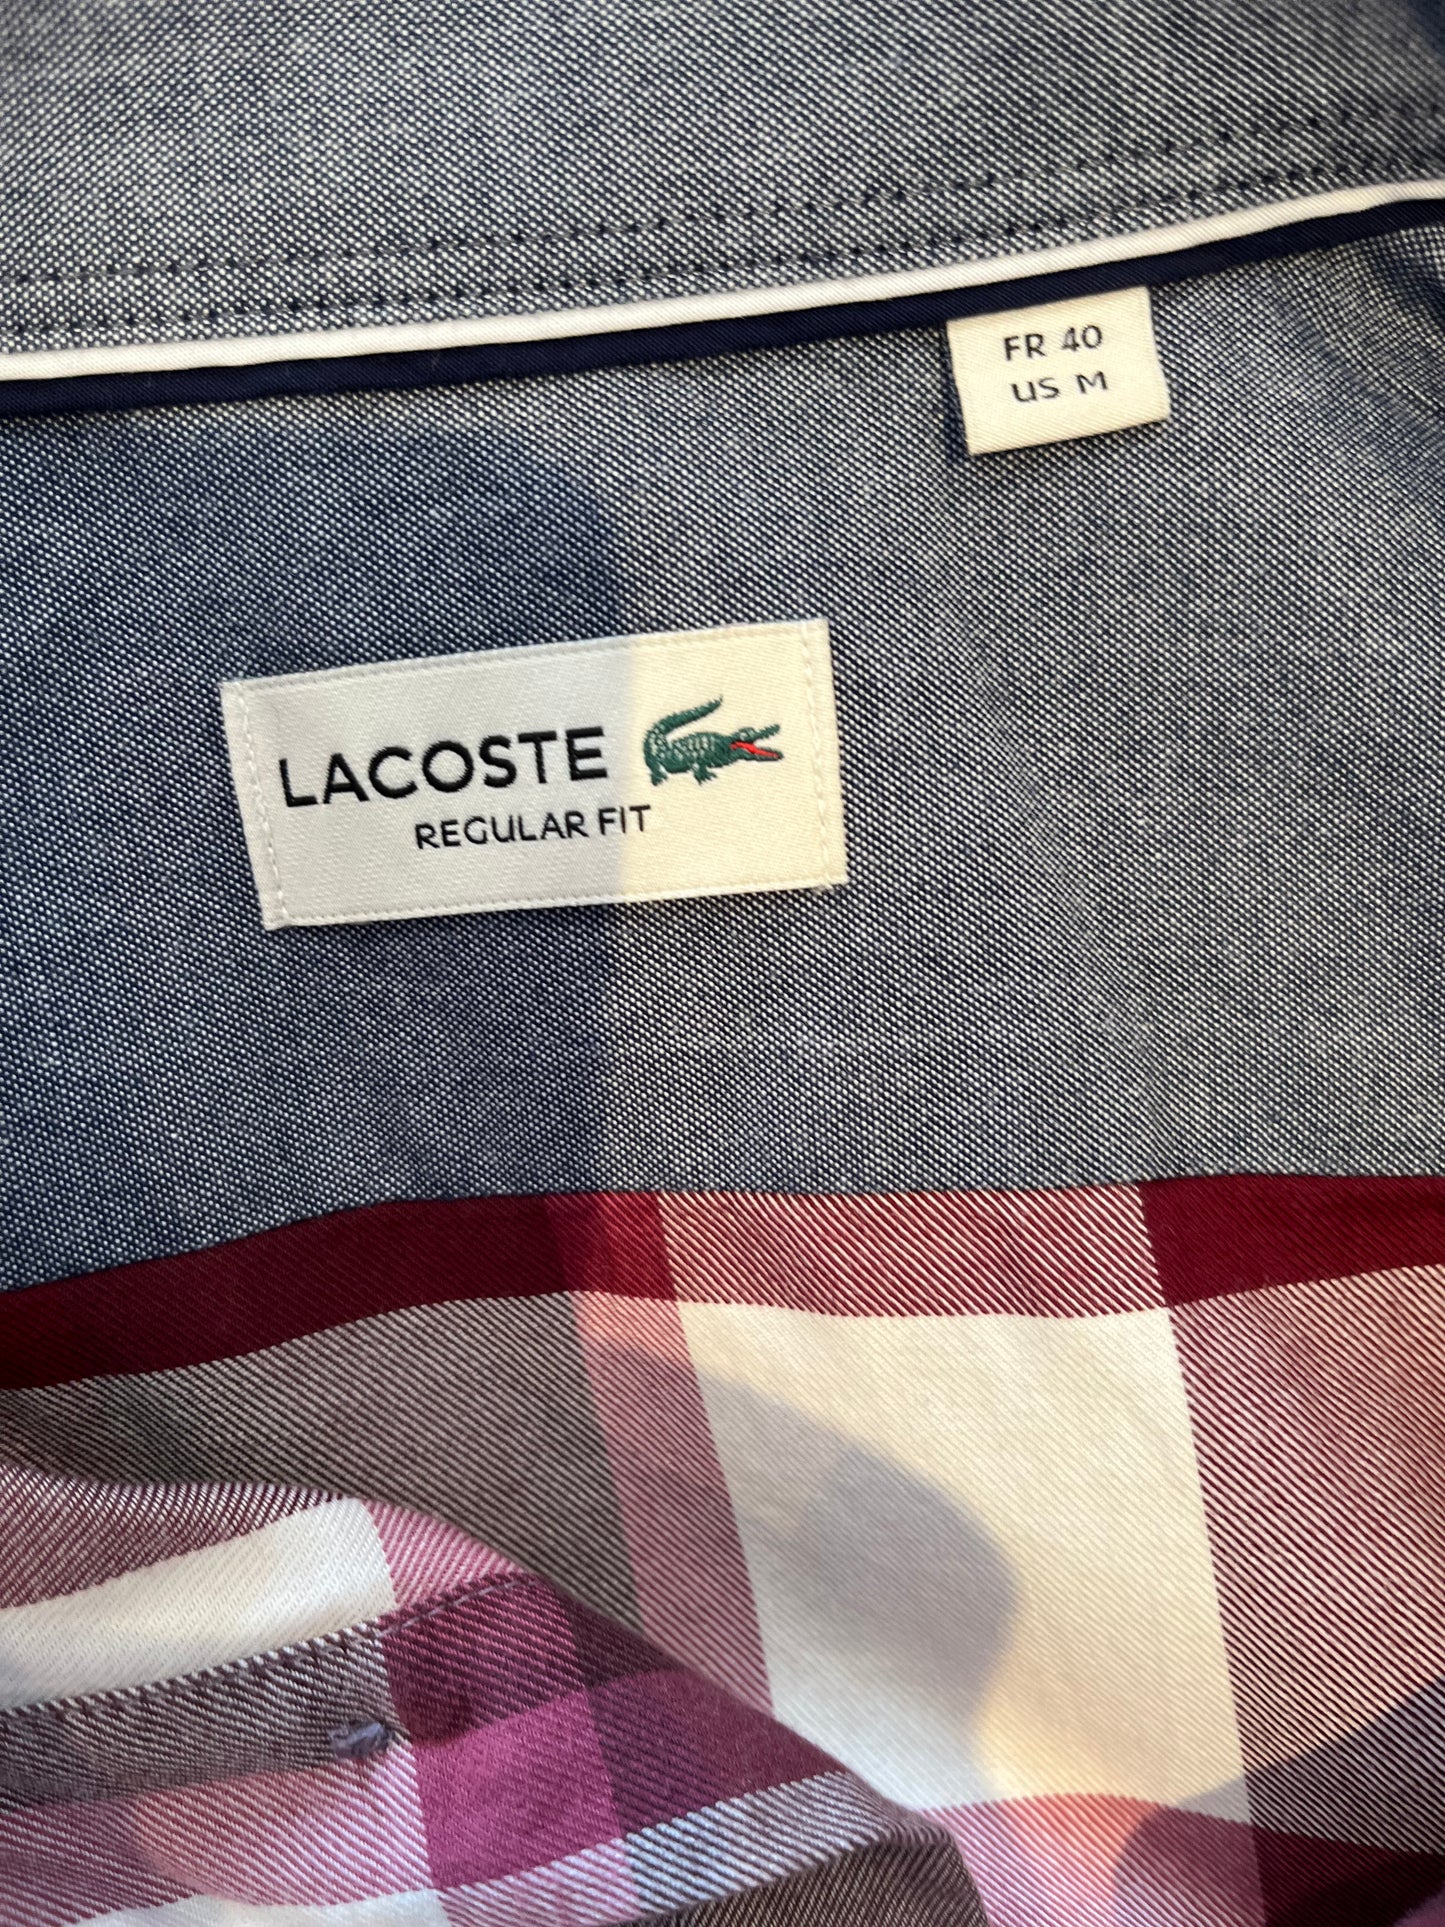 FR 40
US M
LACOSTE
REGULAR FIT